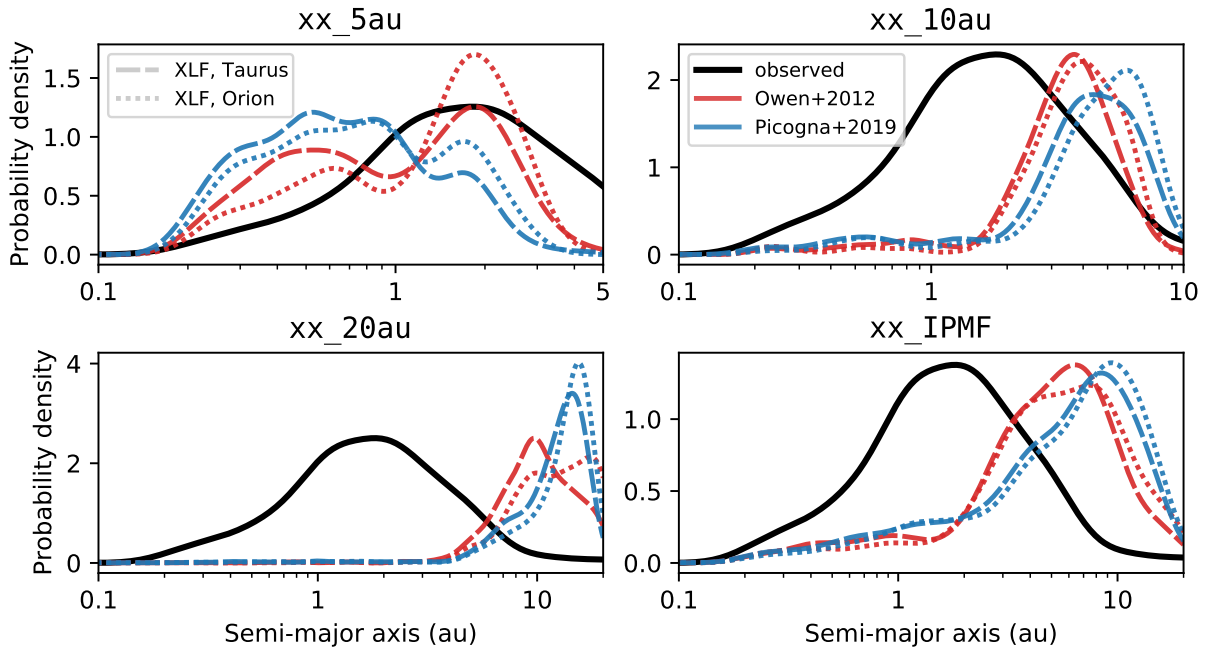 xx_5au
Probability density
1.5
1.0
0.5
0.0
XLF, Taurus
XLF, Orion
0.1
1
5
xx_10au
2
1
0
observed
Owen+2012
Picogna+2019
0.1
1
10
xx_20au
Probability density
4
2
0
0.1
1
10
Semi-major axis (au)
xx_IPMF
1.0
0.5
0.0
0.1
1
10
Semi-major axis (au)